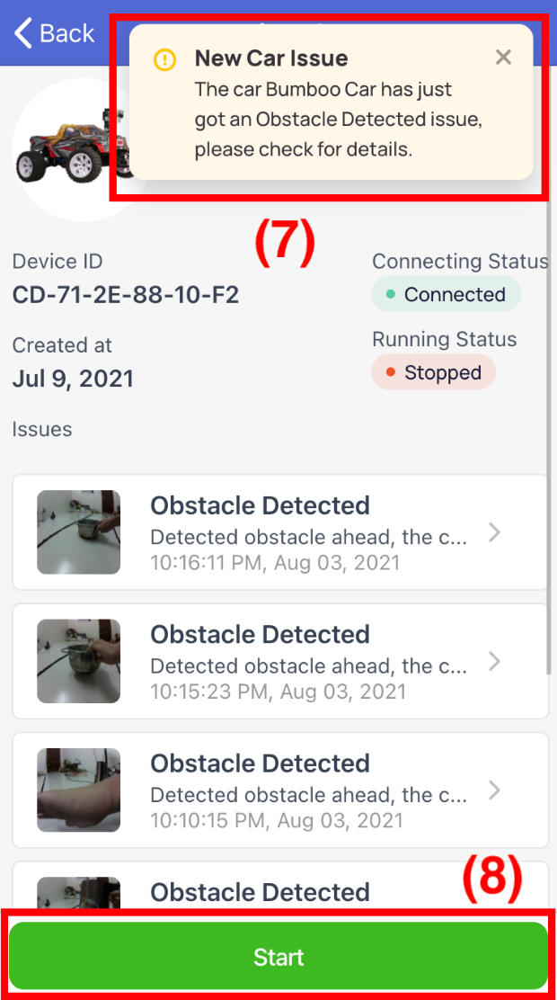 Back
New Car Issue
The car Bumboo Car has just
got an Obstacle Detected issue,
please check for details.
(7)
Device ID
CD-71-2E-88-10-F2
Connecting Status
Connected
Created at
Jul 9, 2021
Running Status
Stopped
Issues
Obstacle Detected
Detected obstacle ahead, the c...
10:16:11 PM, Aug 03, 2021
Obstacle Detected
Detected obstacle ahead, the c...
10:15:23 PM, Aug 03, 2021
Obstacle Detected
Detected obstacle ahead, the c...
10:10:15 PM, Aug 03, 2021
Obstacle Detected
(8)
Start